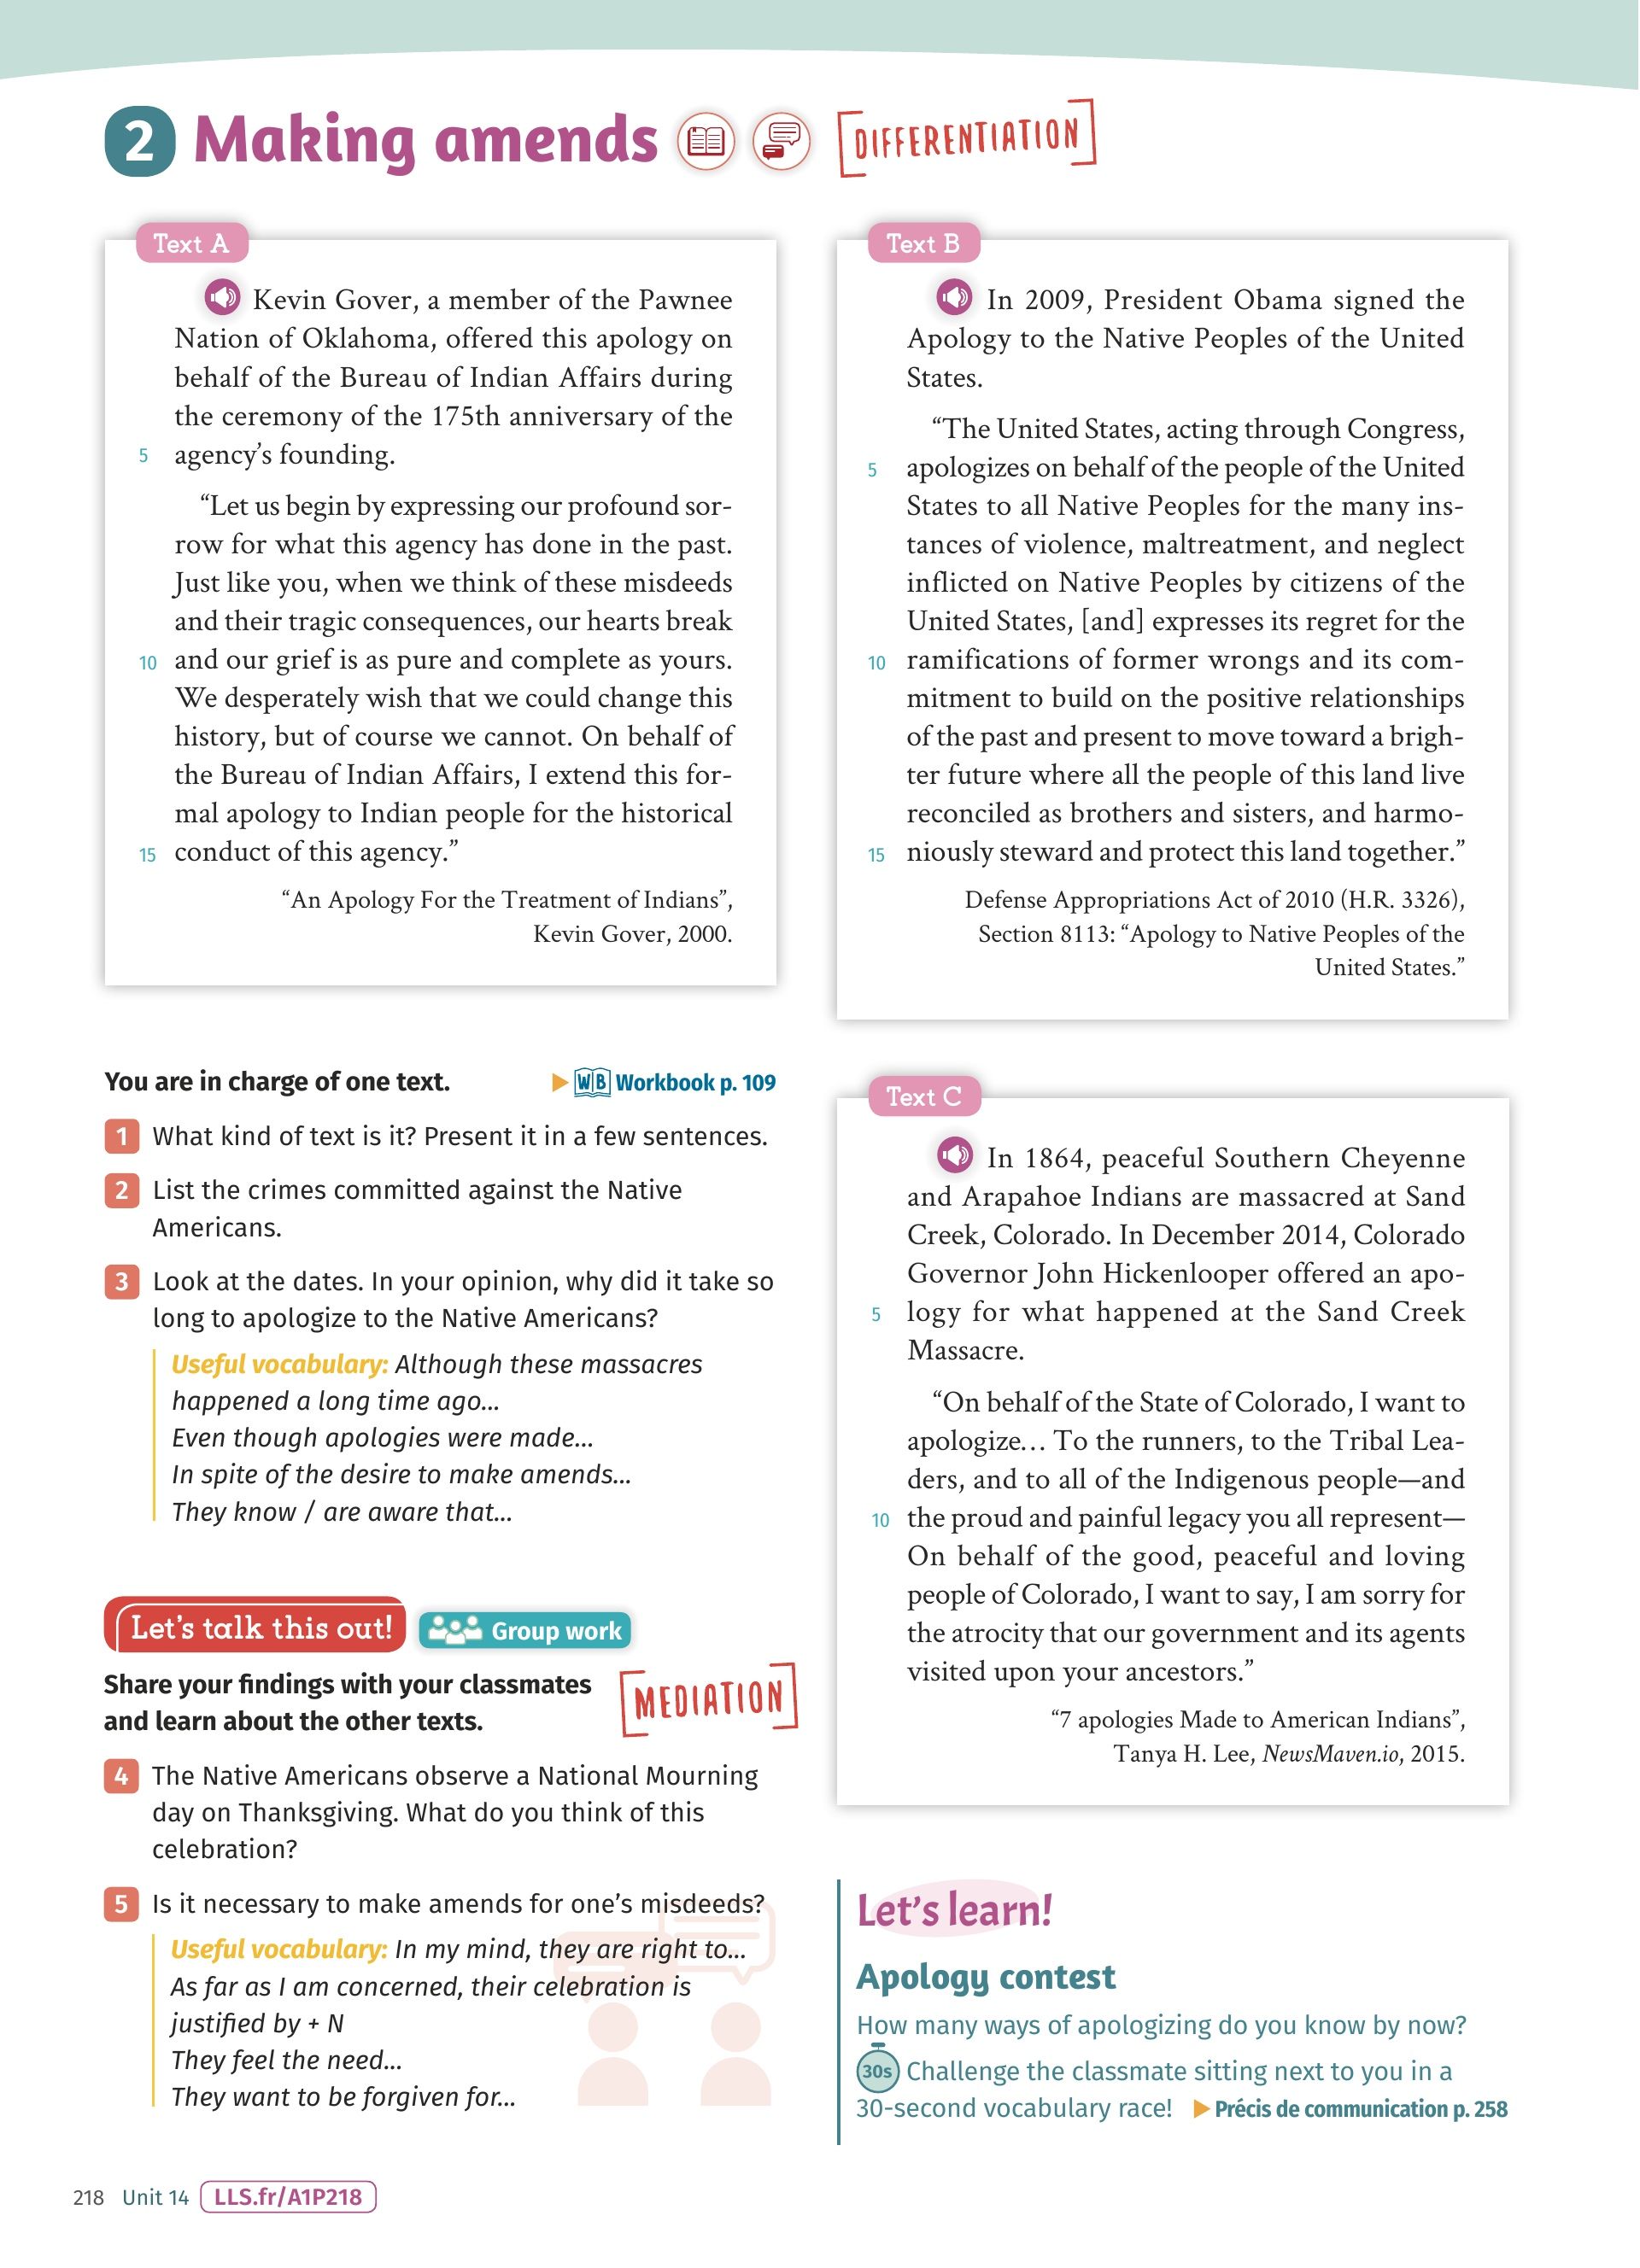 2 Making amends
DIFFERENTIATION
Text A
Kevin Gover, a member of the Pawnee
Nation of Oklahoma, offered this apology on
behalf of the Bureau of Indian Affairs during
the ceremony of the 175th anniversary of the
5 agency's founding.
“Let us begin by expressing our profound sor-
row for what this agency has done in the past.
Just like you, when we think of these misdeeds
and their tragic consequences, our hearts break
10 and our grief is as pure and complete as yours.
We desperately wish that we could change this
history, but of course we cannot. On behalf of
the Bureau of Indian Affairs, I extend this for-
mal apology to Indian people for the historical
15 conduct of this agency.”
“An Apology For the Treatment of Indians”,
Kevin Gover, 2000.
Text B
In 2009, President Obama signed the
Apology to the Native Peoples of the United
States.
“The United States, acting through Congress,
5 apologizes on behalf of the people of the United
States to all Native Peoples for the many ins-
tances of violence, maltreatment, and neglect
inflicted on Native Peoples by citizens of the
United States, [and] expresses its regret for the
10 ramifications of former wrongs and its com-
mitment to build on the positive relationships
of the past and present to move toward a brigh-
ter future where all the people of this land live
reconciled as brothers and sisters, and harmo-
15 niously steward and protect this land together.”
Defense Appropriations Act of 2010 (H.R. 3326),
Section 8113: “Apology to Native Peoples of the
United States.”
You are in charge of one text.
WB Workbook p. 109
1 What kind of text is it? Present it in a few sentences.
2 List the crimes committed against the Native
Americans.
3 Look at the dates. In your opinion, why did it take so
long to apologize to the Native Americans?
Useful vocabulary: Although these massacres
happened a long time ago...
Even though apologies were made...
In spite of the desire to make amends...
They know / are aware that...
Let's talk this out!
Group work
Share your findings with your classmates
and learn about the other texts.
MEDIATION
4 The Native Americans observe a National Mourning
day on Thanksgiving. What do you think of this
celebration?
5 Is it necessary to make amends for one's misdeeds?
Useful vocabulary: In my mind, they are right to...
As far as I am concerned, their celebration is
justified by + N
They feel the need...
They want to be forgiven for...
Text C
In 1864, peaceful Southern Cheyenne
and Arapahoe Indians are massacred at Sand
Creek, Colorado. In December 2014, Colorado
Governor John Hickenlooper offered an apo-
5 logy for what happened at the Sand Creek
Massacre.
“On behalf of the State of Colorado, I want to
apologize… To the runners, to the Tribal Lea-
ders, and to all of the Indigenous people—and
10 the proud and painful legacy you all represent—
On behalf of the good, peaceful and loving
people of Colorado, I want to say, I am sorry for
the atrocity that our government and its agents
visited upon your ancestors.”
“7 apologies Made to American Indians”,
Tanya H. Lee, NewsMaven.io, 2015.
Let's learn!
Apology contest
How many ways of apologizing do you know by now?
30s Challenge the classmate sitting next to you in a
30-second vocabulary race! Précis de communication p. 258
218 Unit 14 LLS.fr/A1P218